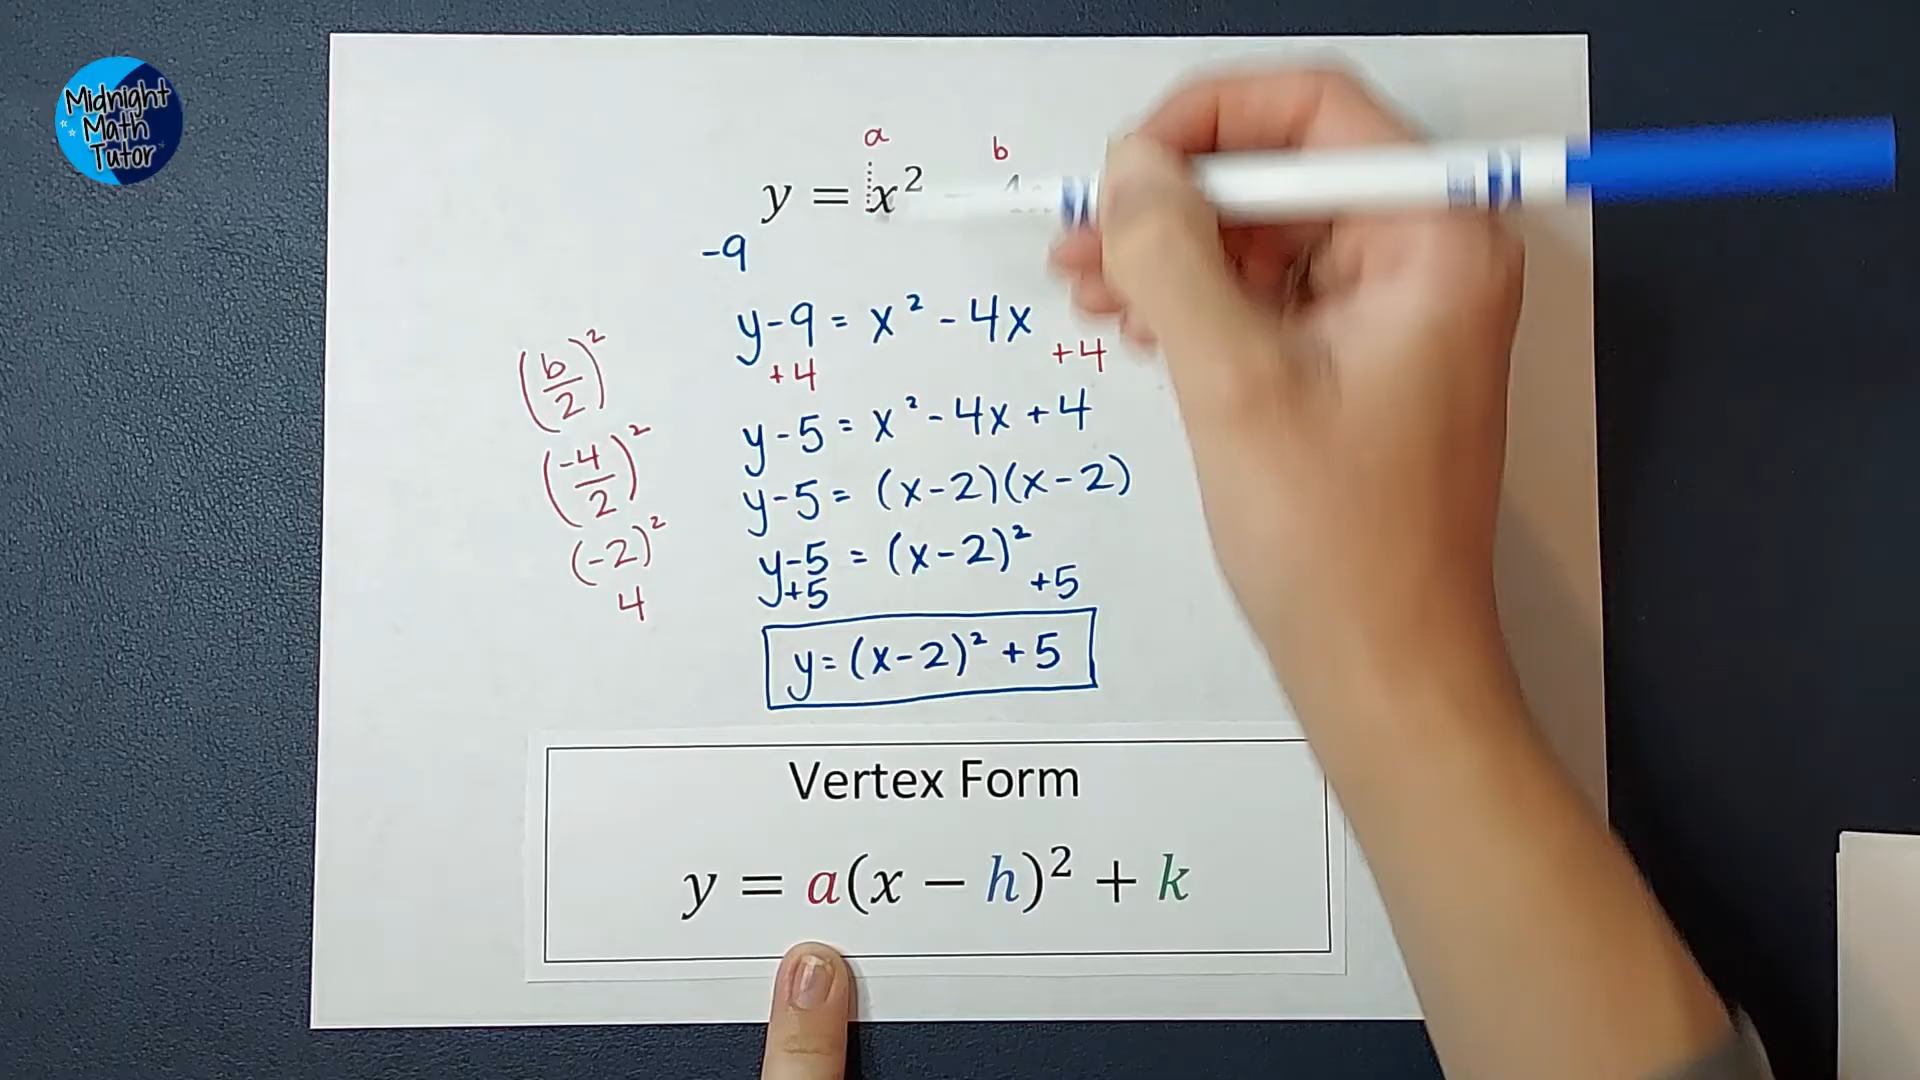 Midnight
Math
Tutor
a b
y = x² − 4
-9
y-9 = x² - 4x
+4 +4
y-5 = x² - 4x + 4
y-5 = (x-2)(x-2)
y-5 = (x-2)²
+5 +5
y = (x-2)² + 5
(b/2)²
(-4/2)²
(-2)²
4
Vertex Form
y = a(x − h)² + k